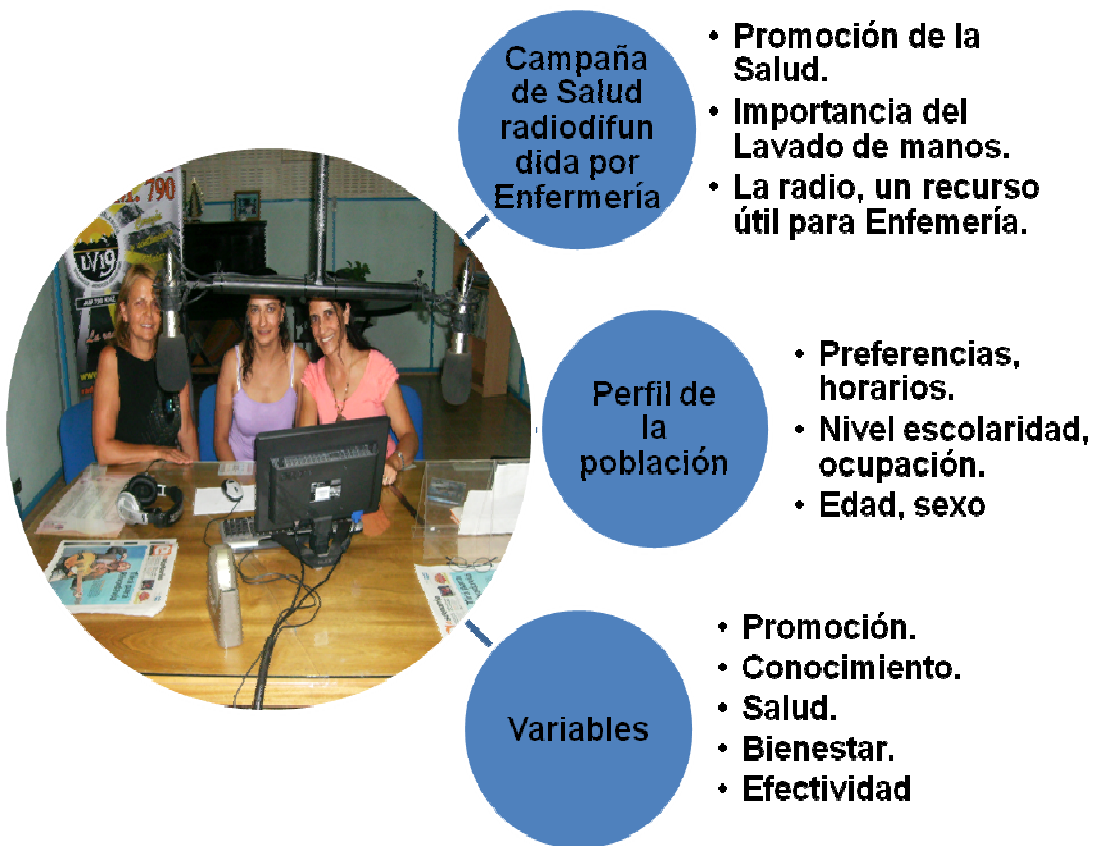 Campaña
de Salud
radiodifun
dida por
Enfermería
• Promoción de la
Salud.
• Importancia del
Lavado de manos.
• La radio, un recurso
útil para Enfemería.
790
LV19
Perfil de
la
población
• Preferencias,
horarios.
• Nivel escolaridad,
ocupación.
• Edad, sexo
Variables
• Promoción.
• Conocimiento.
• Salud.
• Bienestar.
• Efectividad